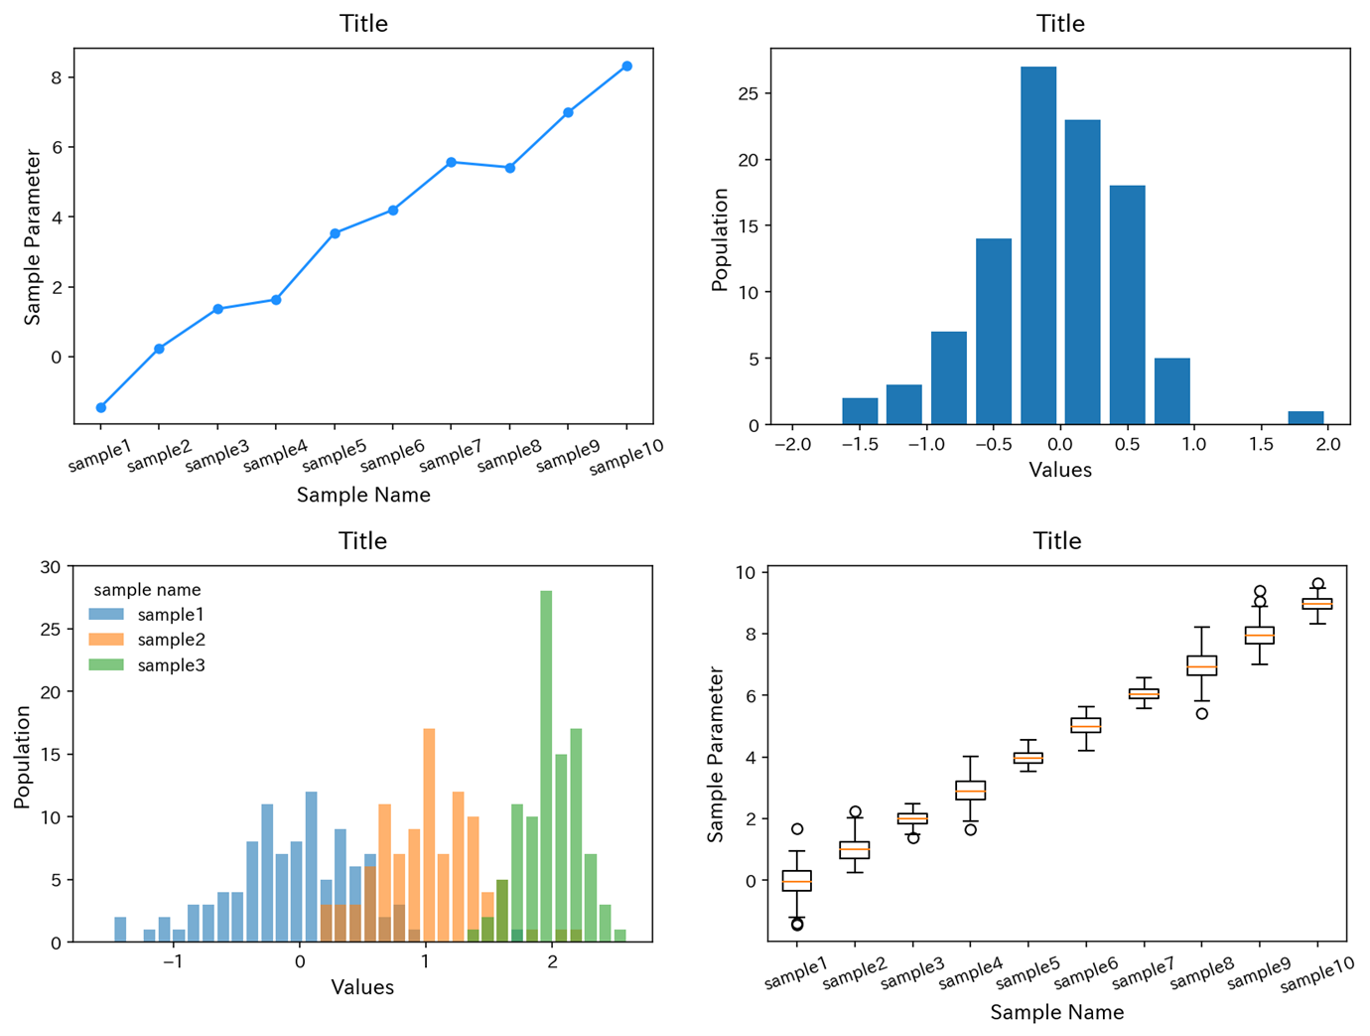 Title
Sample Parameter
8
6
4
2
0
sample1 sample2 sample3 sample4 sample5 sample6 sample7 sample8 sample9 sample10
Sample Name
Title
Population
25
20
15
10
5
0
−2.0 −1.5 −1.0 −0.5 0.0 0.5 1.0 1.5 2.0
Values
Title
Population
30
25
20
15
10
5
0
sample name
sample1
sample2
sample3
−1 0 1 2
Values
Title
Sample Parameter
10
8
6
4
2
0
sample1 sample2 sample3 sample4 sample5 sample6 sample7 sample8 sample9 sample10
Sample Name